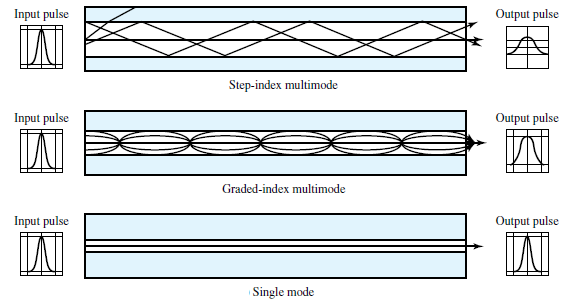 Input pulse
Output pulse
Step-index multimode
Input pulse
Output pulse
Graded-index multimode
Input pulse
Output pulse
Single mode